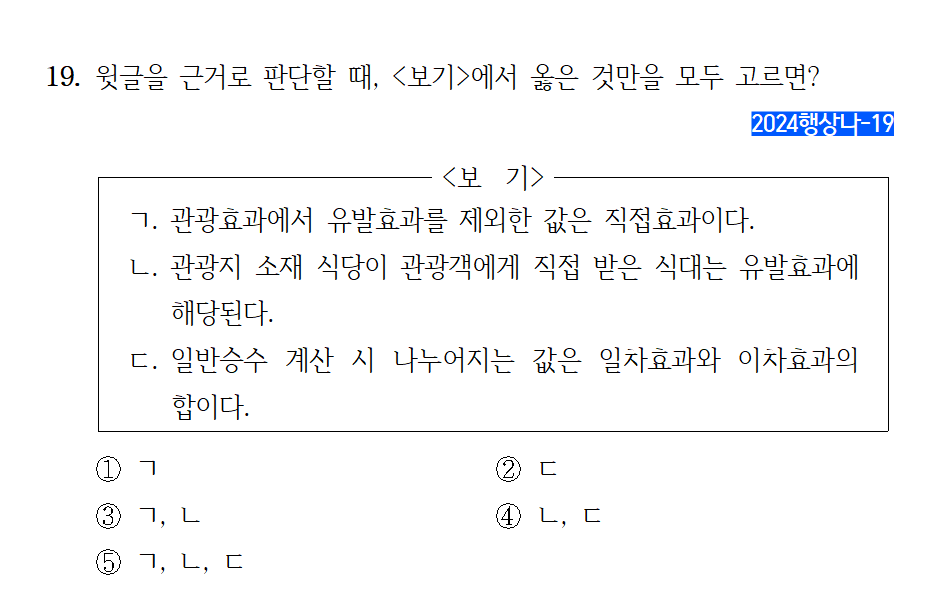 19. 윗글을 근거로 판단할 때, <보기>에서 옳은 것만을 모두 고르면?
2024행상나-19
<보 기>
ㄱ. 관광효과에서 유발효과를 제외한 값은 직접효과이다.
ㄴ. 관광지 소재 식당이 관광객에게 직접 받은 식대는 유발효과에
해당된다.
ㄷ. 일반승수 계산 시 나누어지는 값은 일차효과와 이차효과의
합이다.
① ㄱ ② ㄷ
③ ㄱ, ㄴ ④ ㄴ, ㄷ
⑤ ㄱ, ㄴ, ㄷ